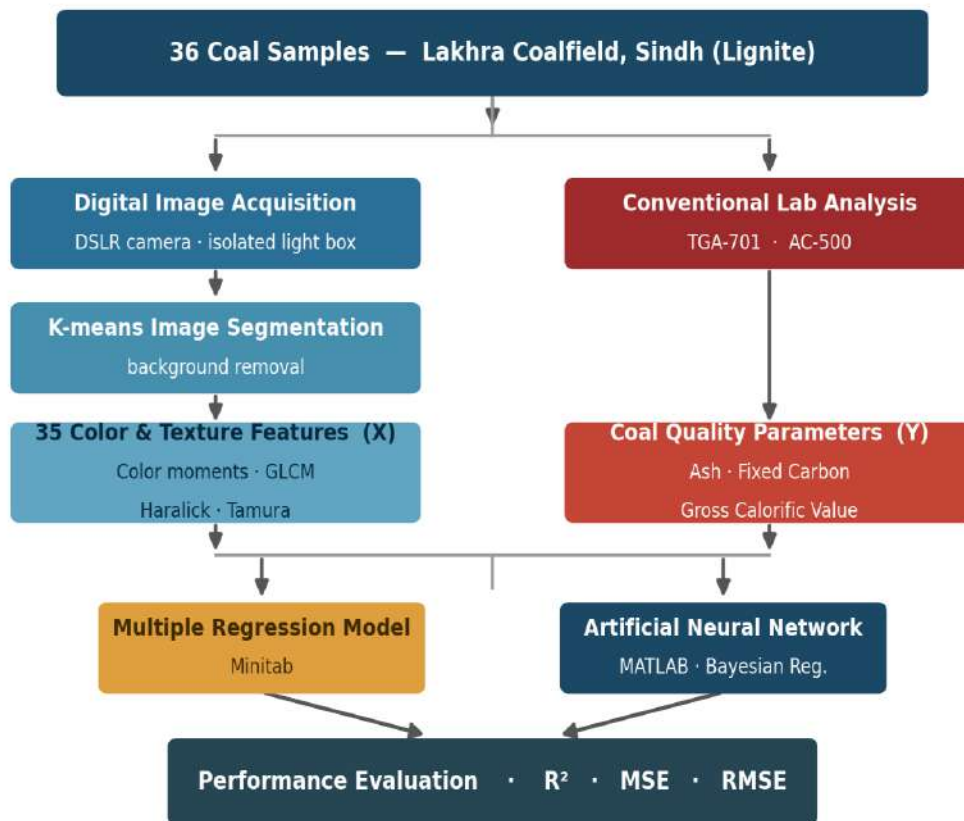 36 Coal Samples — Lakhra Coalfield, Sindh (Lignite)
Digital Image Acquisition
DSLR camera · isolated light box
Conventional Lab Analysis
TGA-701 · AC-500
K-means Image Segmentation
background removal
35 Color & Texture Features (X)
Color moments · GLCM
Haralick · Tamura
Coal Quality Parameters (Y)
Ash · Fixed Carbon
Gross Calorific Value
Multiple Regression Model
Minitab
Artificial Neural Network
MATLAB · Bayesian Reg.
Performance Evaluation · R² · MSE · RMSE